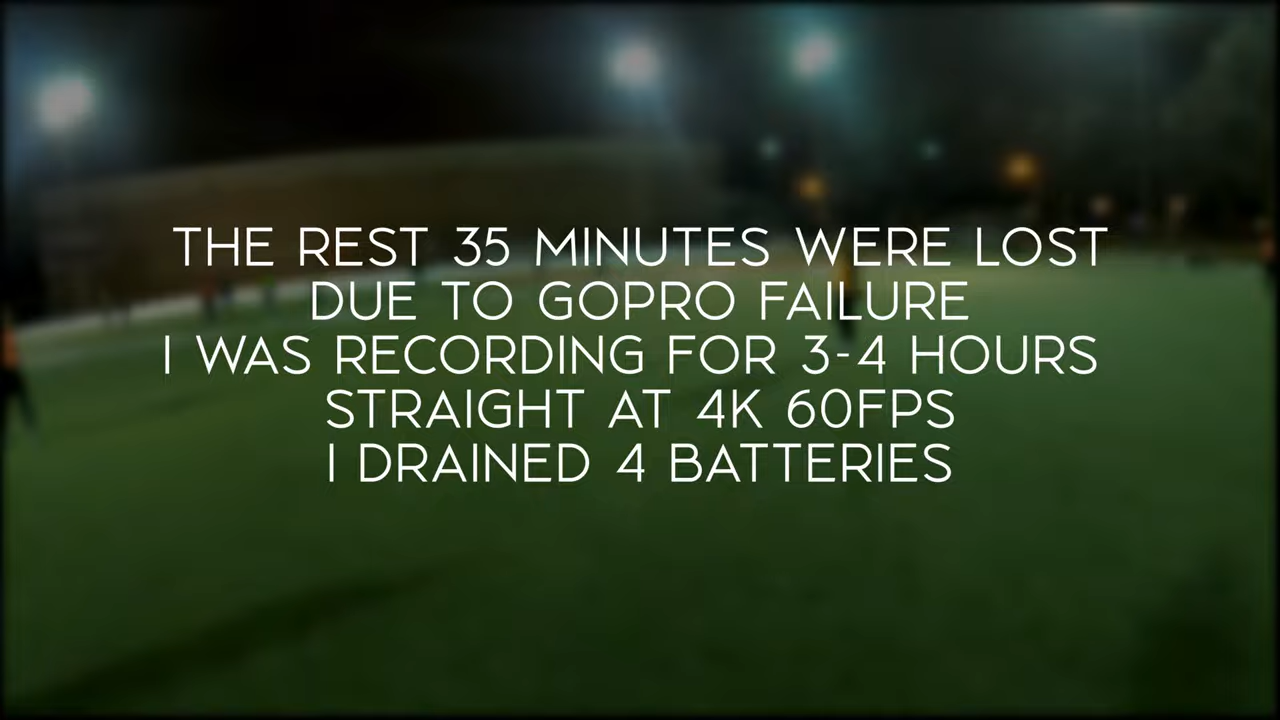 THE REST 35 MINUTES WERE LOST
DUE TO GOPRO FAILURE
I WAS RECORDING FOR 3-4 HOURS
STRAIGHT AT 4K 60FPS
I DRAINED 4 BATTERIES